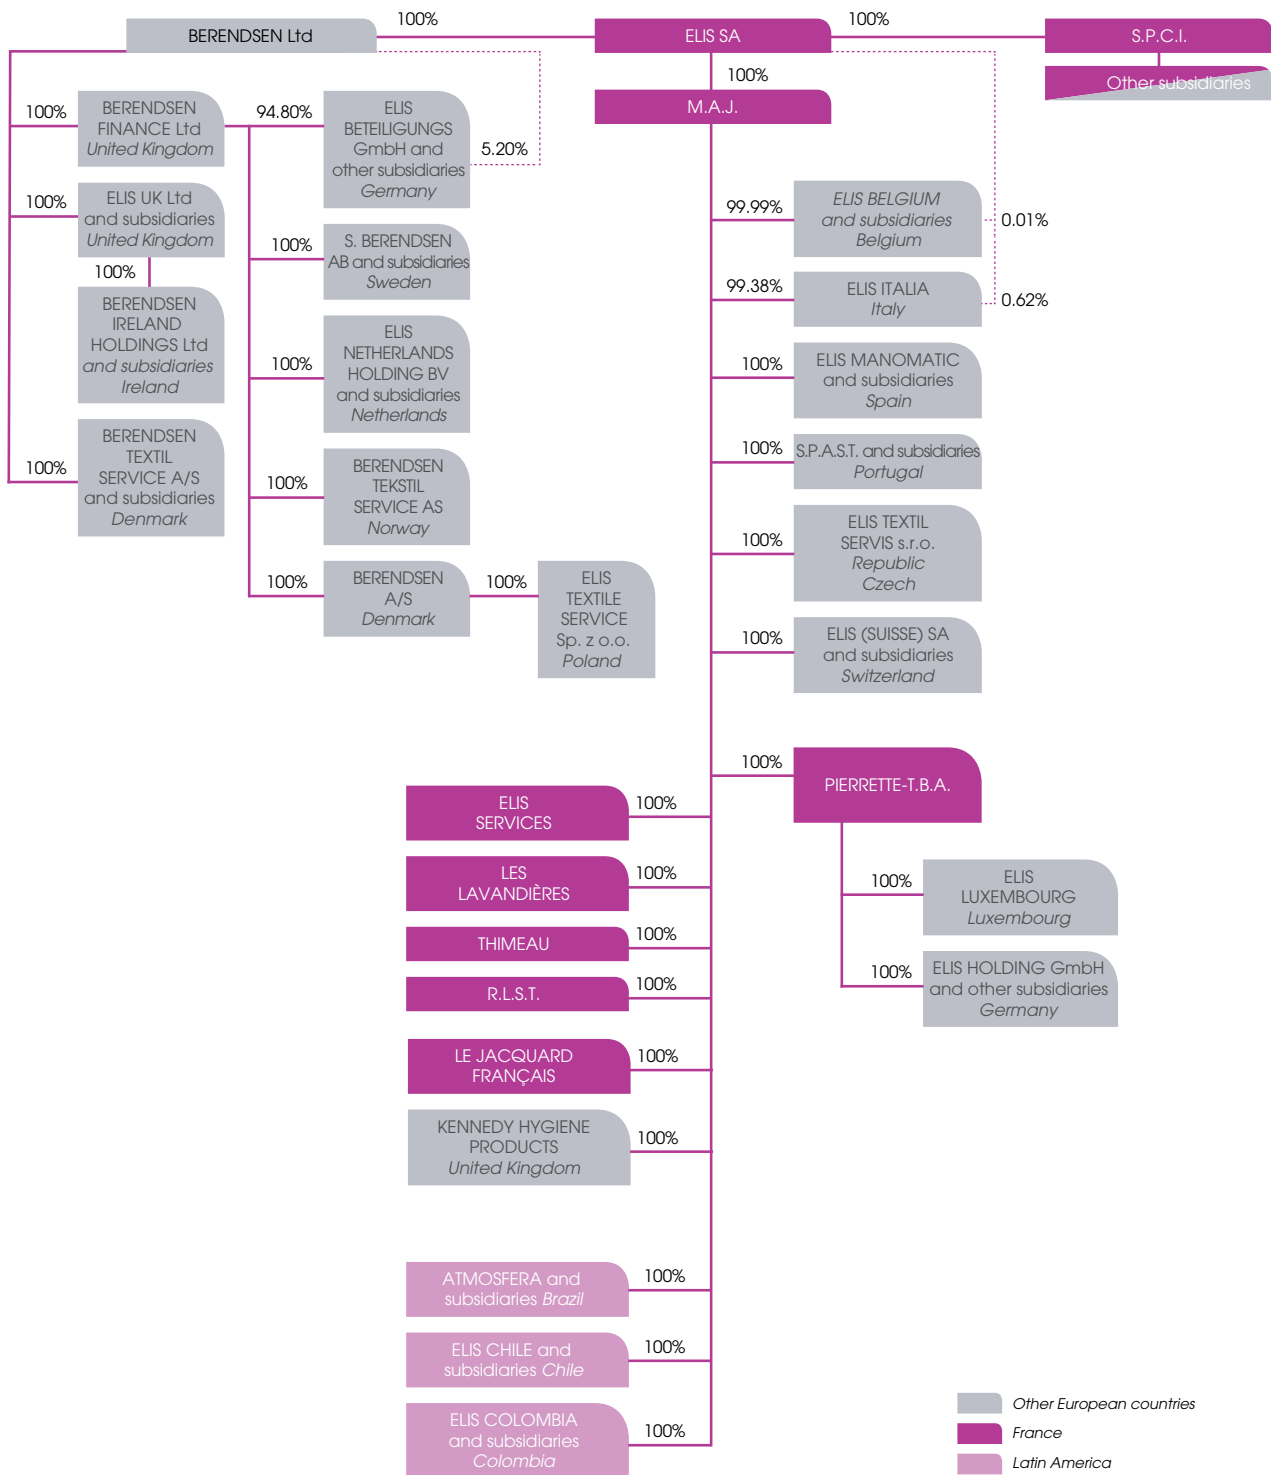 BERENDSEN Ltd
100%
ELIS SA
100%
S.P.C.I.
Other subsidiaries
100%
M.A.J.
100%
BERENDSEN
FINANCE Ltd
United Kingdom
94.80%
ELIS
BETEILIGUNGS
GmbH and
other subsidiaries
Germany
5.20%
100%
ELIS UK Ltd
and subsidiaries
United Kingdom
100%
BERENDSEN
IRELAND
HOLDINGS Ltd
and subsidiaries
Ireland
100%
BERENDSEN
TEXTIL
SERVICE A/S
and subsidiaries
Denmark
100%
S. BERENDSEN
AB and subsidiaries
Sweden
100%
ELIS
NETHERLANDS
HOLDING BV
and subsidiaries
Netherlands
100%
BERENDSEN
TEKSTIL
SERVICE AS
Norway
100%
BERENDSEN
A/S
Denmark
100%
ELIS
TEXTILE
SERVICE
Sp. z o.o.
Poland
99.99%
ELIS BELGIUM
and subsidiaries
Belgium
0.01%
99.38%
ELIS ITALIA
Italy
0.62%
100%
ELIS MANOMATIC
and subsidiaries
Spain
100%
S.P.A.S.T. and subsidiaries
Portugal
100%
ELIS TEXTIL
SERVIS s.r.o.
Republic
Czech
100%
ELIS (SUISSE) SA
and subsidiaries
Switzerland
100%
PIERRETTE-T.B.A.
100%
ELIS
LUXEMBOURG
Luxembourg
100%
ELIS HOLDING GmbH
and other subsidiaries
Germany
ELIS
SERVICES
100%
LES
LAVANDIÈRES
100%
THIMEAU
100%
R.L.S.T.
100%
LE JACQUARD
FRANÇAIS
100%
KENNEDY HYGIENE
PRODUCTS
United Kingdom
100%
ATMOSFERA and
subsidiaries Brazil
100%
ELIS CHILE and
subsidiaries Chile
100%
ELIS COLOMBIA
and subsidiaries
Colombia
100%
Other European countries
France
Latin America